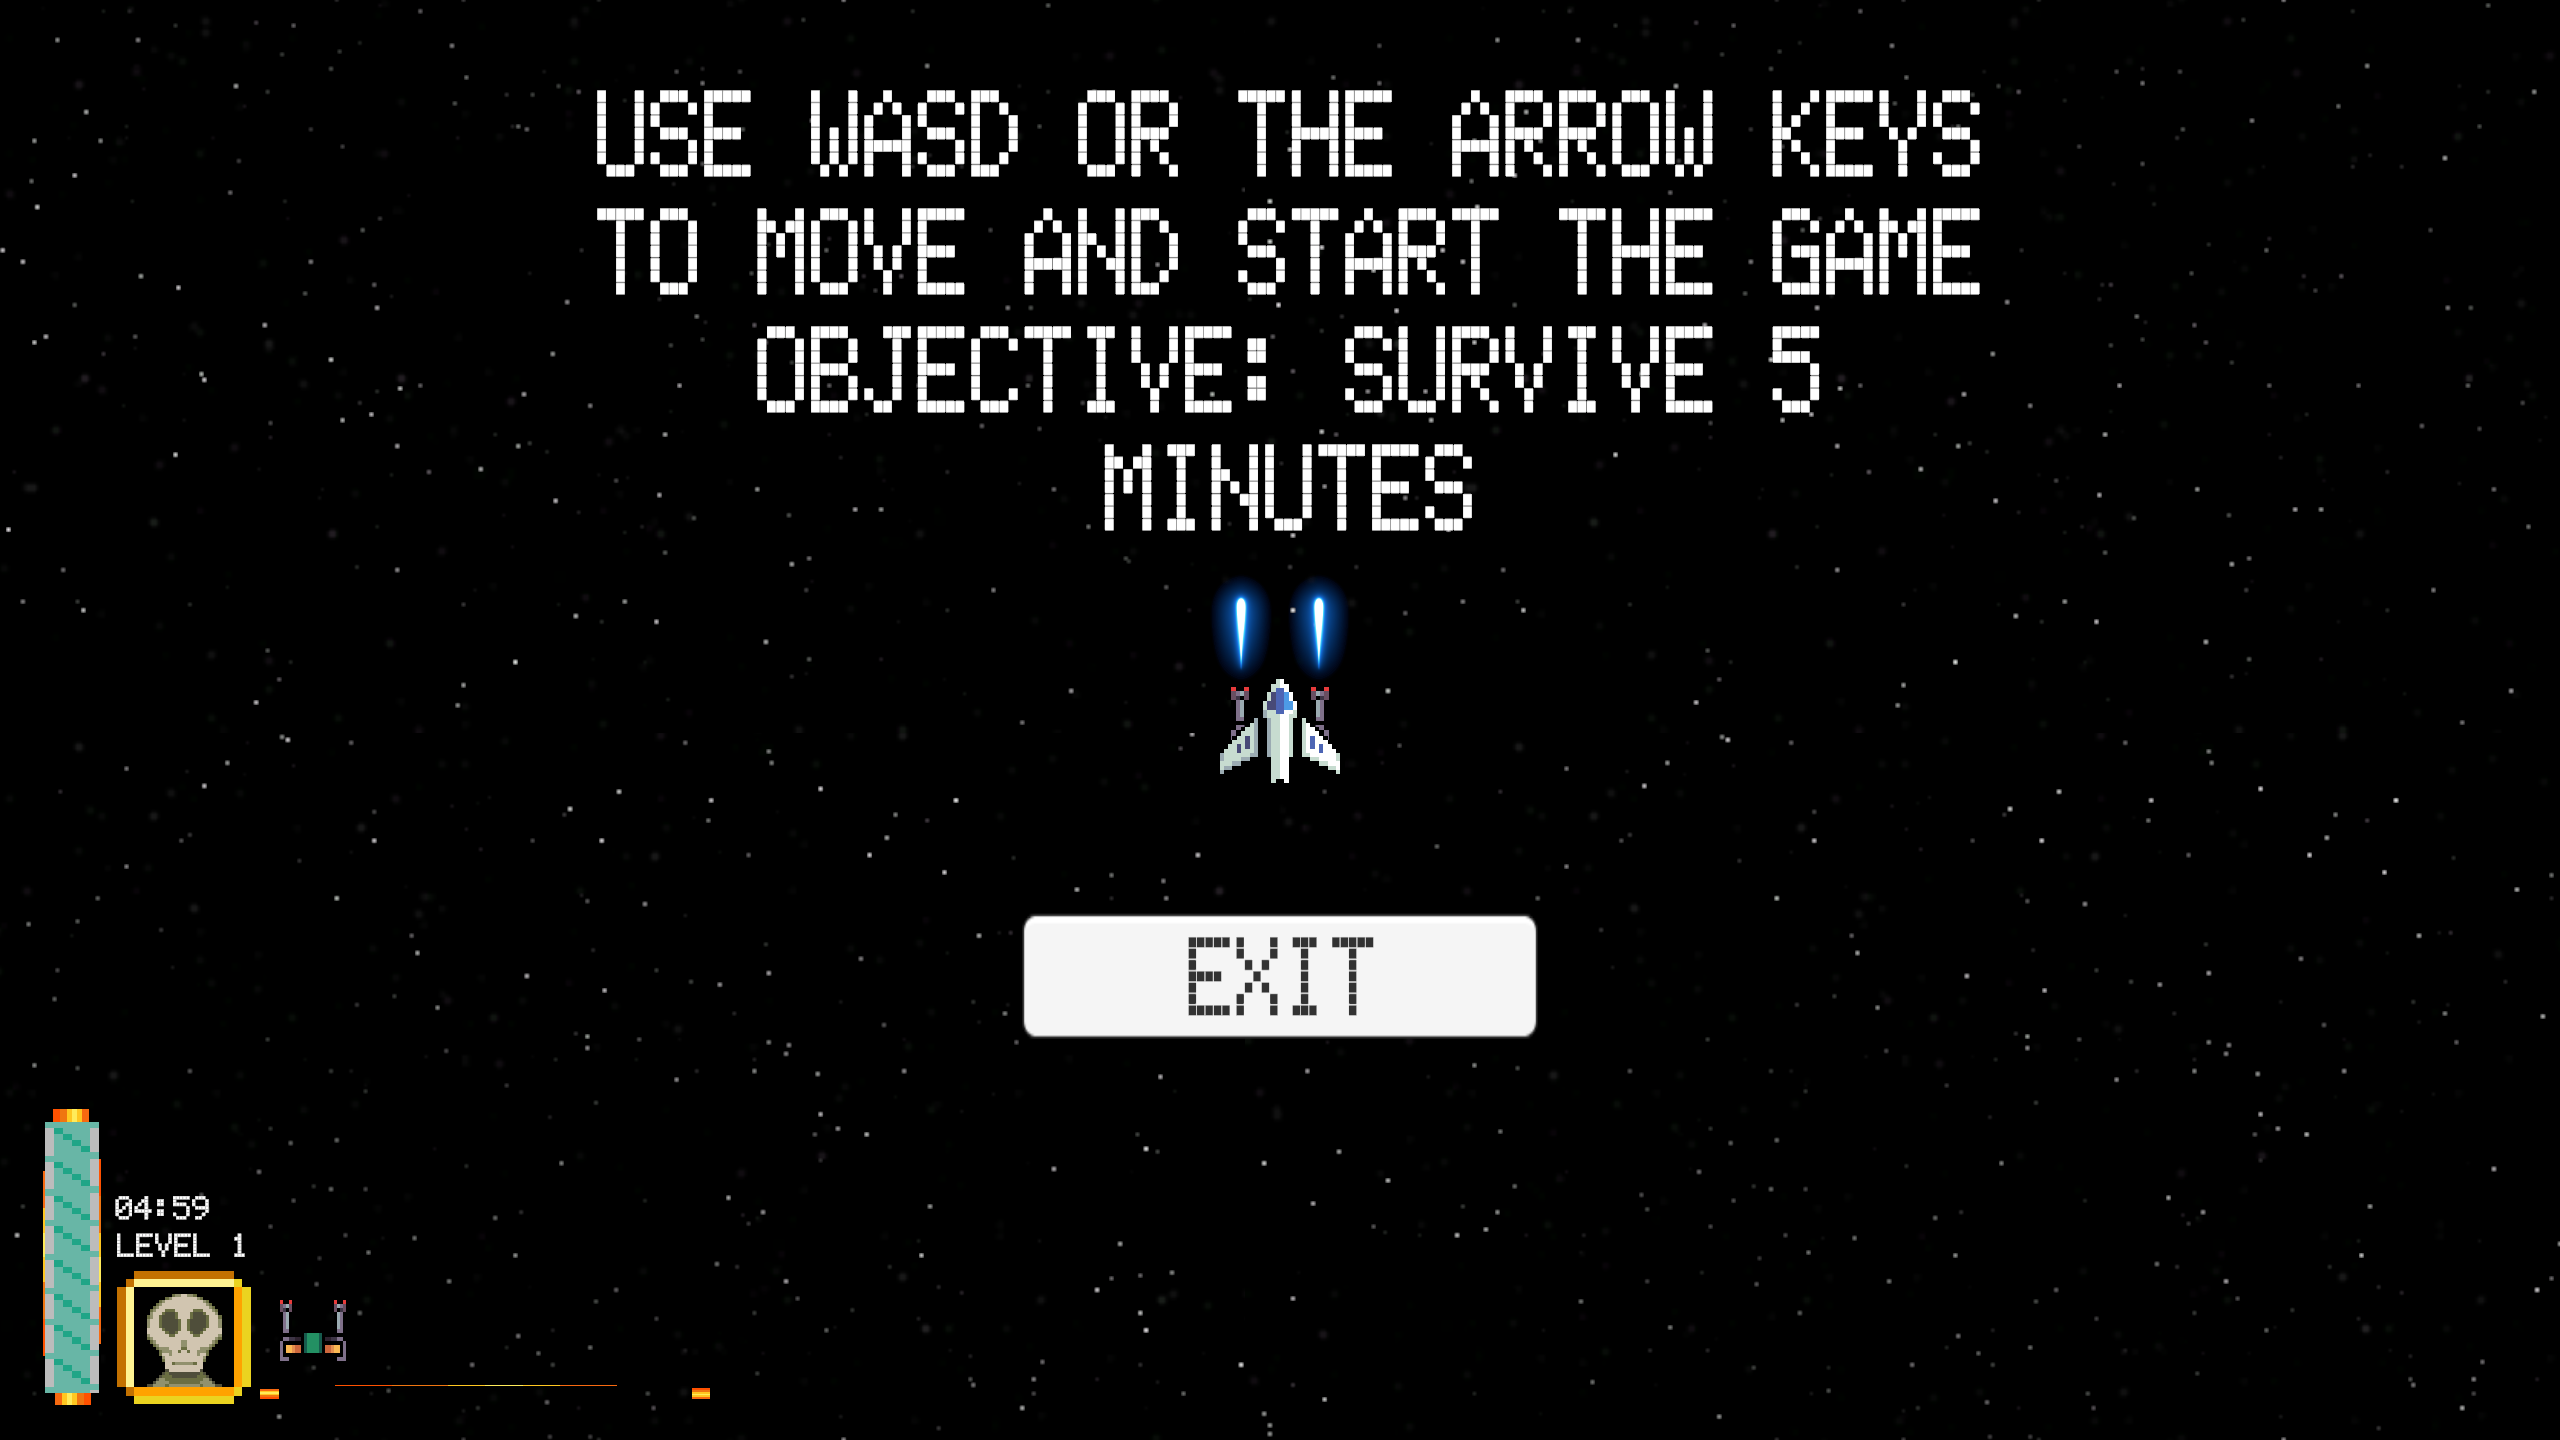 USE WASD OR THE ARROW KEYS
TO MOVE AND START THE GAME
OBJECTIVE: SURVIVE 5
MINUTES
EXIT
04:59
LEVEL 1